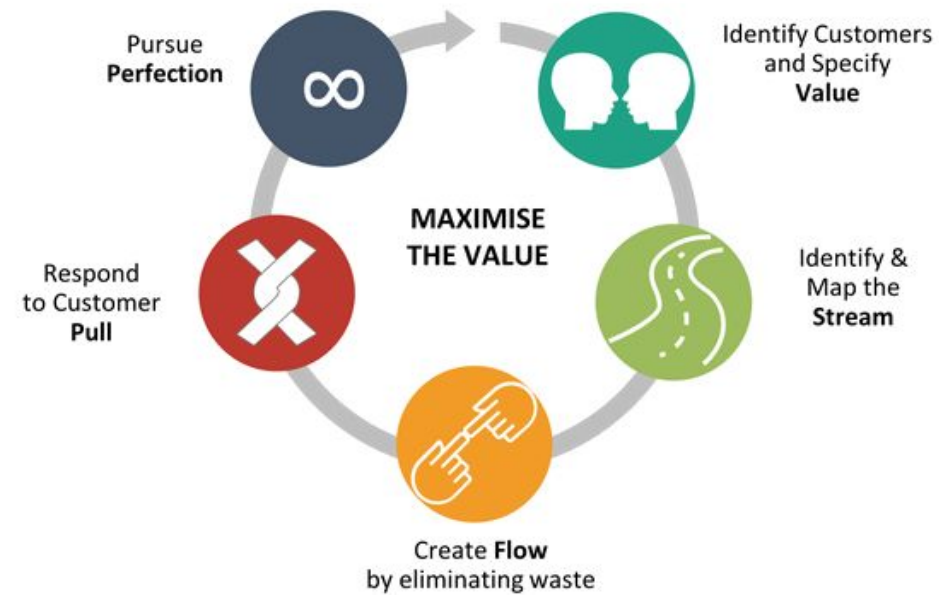 MAXIMISE
THE VALUE
Identify Customers
and Specify
Value
Identify &
Map the
Stream
Create Flow
by eliminating waste
Respond
to Customer
Pull
Pursue
Perfection